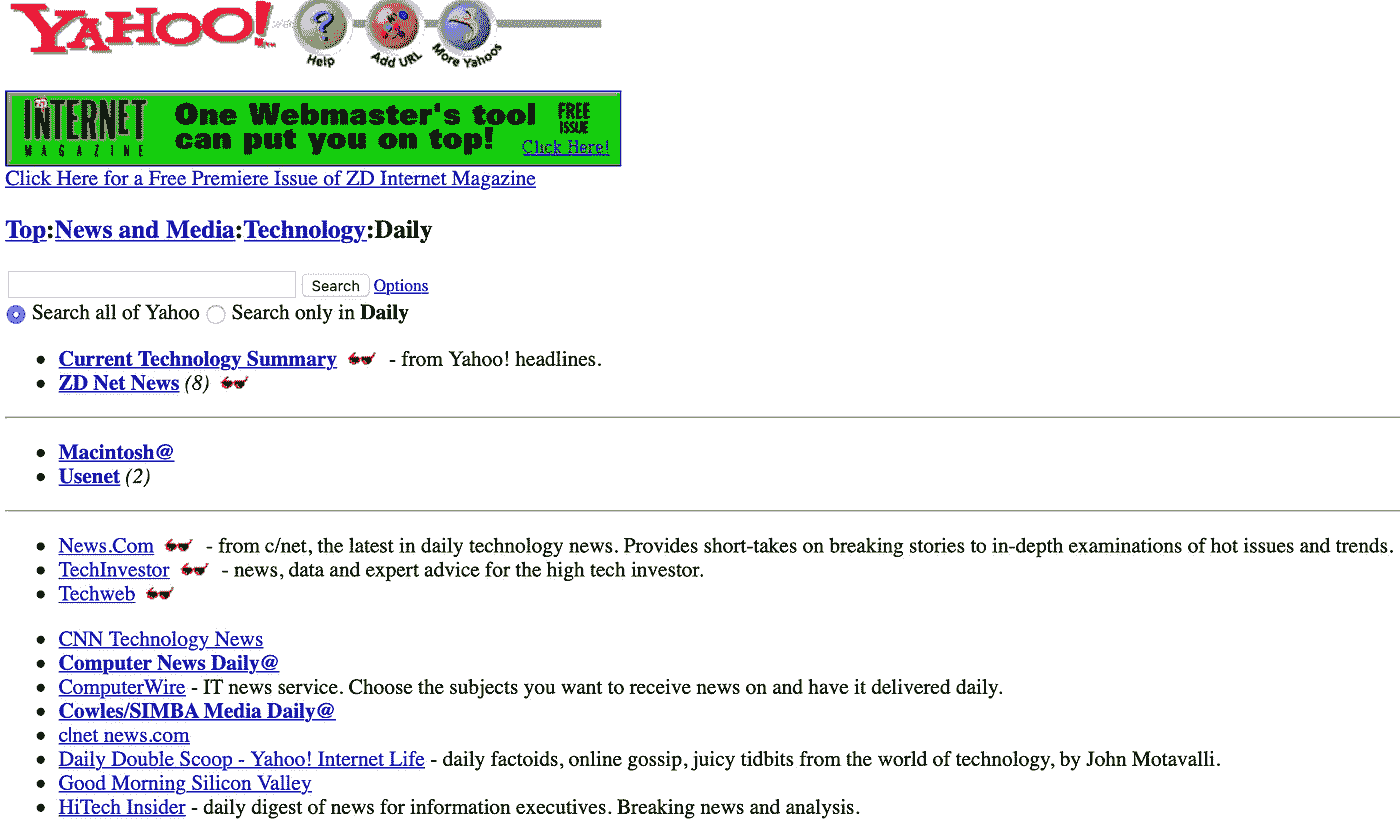 YAHOO!
Help
Add URL
More Yahoos
INTERNET
MAGAZINE
One Webmaster's tool
can put you on top!
FREE
ISSUE
Click Here!
Click Here for a Free Premiere Issue of ZD Internet Magazine
Top:News and Media:Technology:Daily
Search Options
Search all of Yahoo Search only in Daily
Current Technology Summary - from Yahoo! headlines.
ZD Net News (8)
Macintosh@
Usenet (2)
News.Com - from c/net, the latest in daily technology news. Provides short-takes on breaking stories to in-depth examinations of hot issues and trends.
TechInvestor - news, data and expert advice for the high tech investor.
Techweb
CNN Technology News
Computer News Daily@
ComputerWire - IT news service. Choose the subjects you want to receive news on and have it delivered daily.
Cowles/SIMBA Media Daily@
c|net news.com
Daily Double Scoop - Yahoo! Internet Life - daily factoids, online gossip, juicy tidbits from the world of technology, by John Motavalli.
Good Morning Silicon Valley
HiTech Insider - daily digest of news for information executives. Breaking news and analysis.